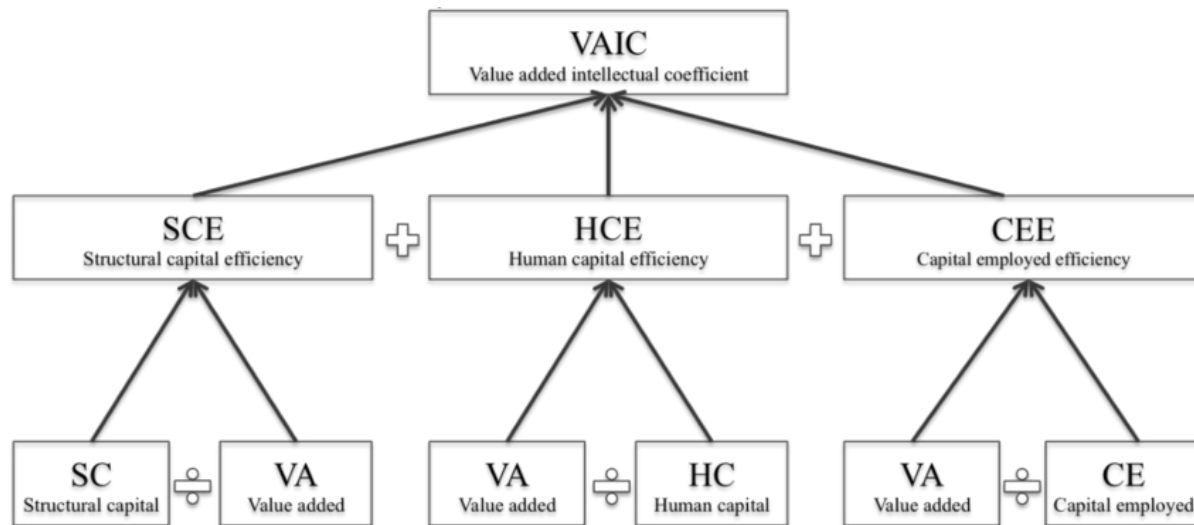 VAIC
Value added intellectual coefficient
SCE
Structural capital efficiency
HCE
Human capital efficiency
CEE
Capital employed efficiency
SC
Structural capital
VA
Value added
VA
Value added
HC
Human capital
VA
Value added
CE
Capital employed